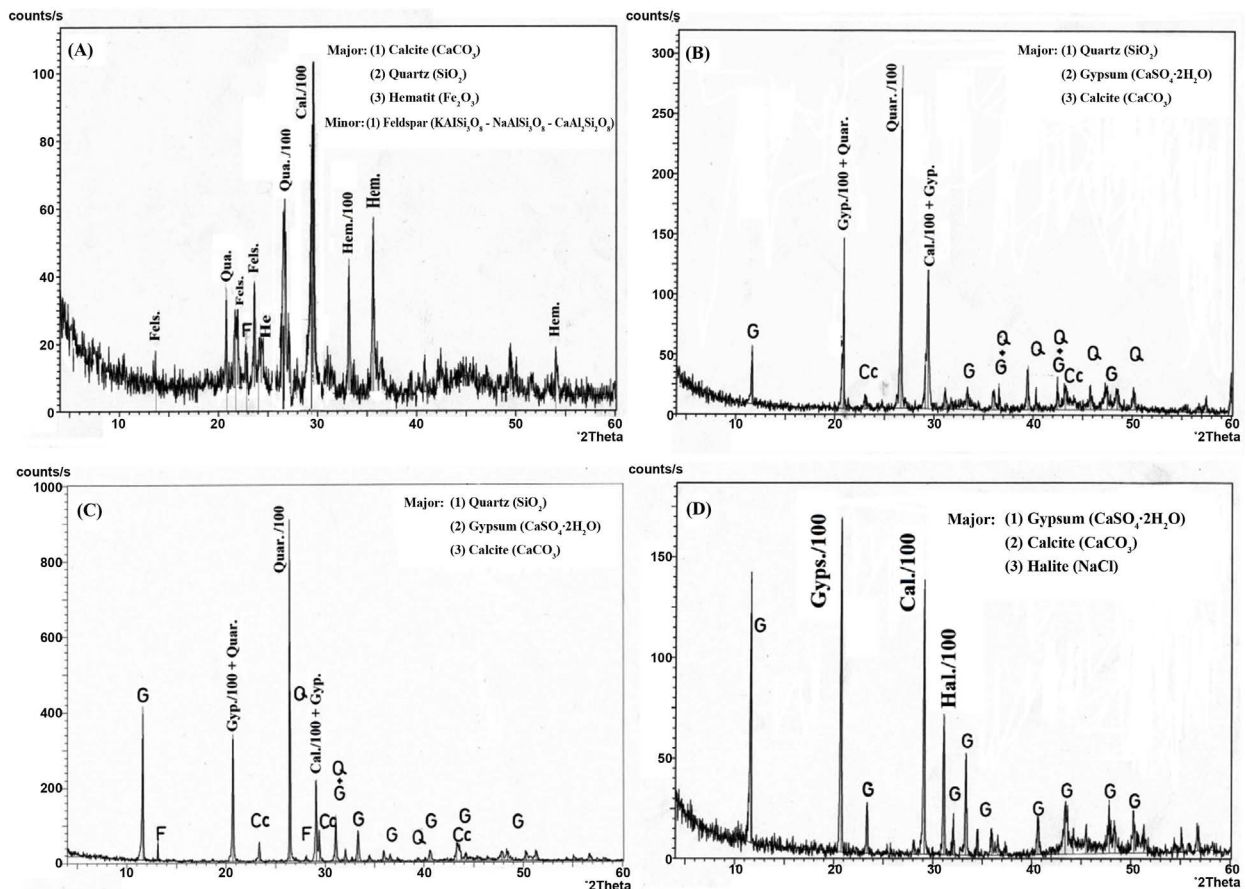 counts/s
(A)
Major: (1) Calcite (CaCO₃)
(2) Quartz (SiO₂)
(3) Hematit (Fe₂O₃)
Minor: (1) Feldspar (KAlSi₃O₈ - NaAlSi₃O₈ - CaAl₂Si₂O₈)
100
80
60
40
20
0
Fels.
Qua.
Fels.
Fels.
He
Qua./100
Cal./100
Hem./100
Hem.
Hem.
10 20 30 40 50 60
°2Theta
counts/s
(B)
Major: (1) Quartz (SiO₂)
(2) Gypsum (CaSO₄·2H₂O)
(3) Calcite (CaCO₃)
300
250
200
150
100
50
0
G
Gyp./100 + Quar.
Cc
Quar./100
Cal./100 + Gyp.
G
Q
+
G
Q
Q
+
G
Cc
Q
G
Q
10 20 30 40 50 60
°2Theta
counts/s
(C)
Major: (1) Quartz (SiO₂)
(2) Gypsum (CaSO₄·2H₂O)
(3) Calcite (CaCO₃)
1000
800
600
400
200
0
G
F
Gyp./100 + Quar.
Cc
Quar./100
Q
F
Cal./100 + Gyp.
Cc
Q
+
G
G
G
Q
G
G
Cc
G
10 20 30 40 50 60
°2Theta
counts/s
(D)
Major: (1) Gypsum (CaSO₄·2H₂O)
(2) Calcite (CaCO₃)
(3) Halite (NaCl)
150
100
50
0
G
Gyps./100
G
Cal./100
Hal./100
G
G
G
G
G
G
G
10 20 30 40 50 60
°2Theta